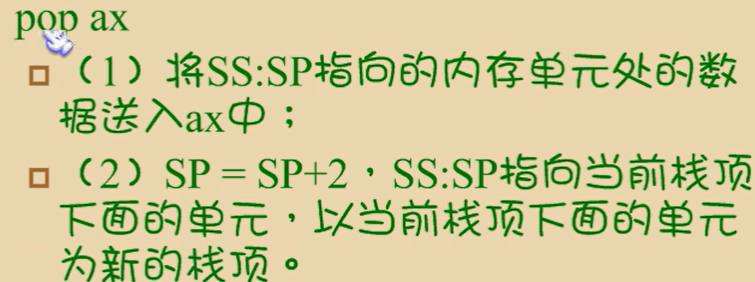 pop ax
（1）将SS:SP指向的内存单元处的数
据送入ax中；
（2）SP = SP+2，SS:SP指向当前栈顶
下面的单元，以当前栈顶下面的单元
为新的栈顶。